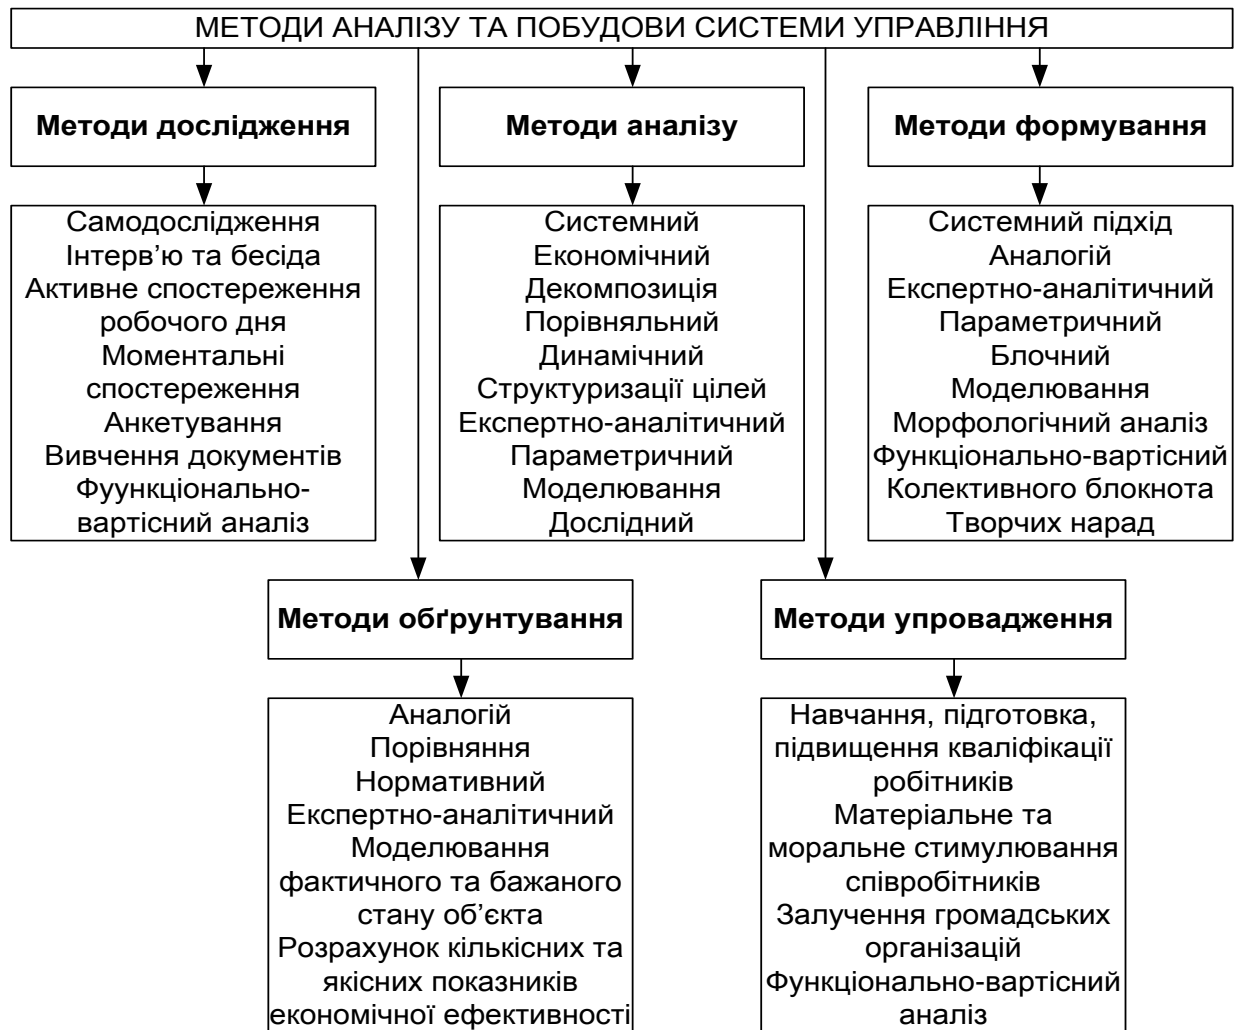 МЕТОДИ АНАЛІЗУ ТА ПОБУДОВИ СИСТЕМИ УПРАВЛІННЯ
Методи дослідження
Самодослідження
Інтерв’ю та бесіда
Активне спостереження
робочого дня
Моментальні
спостереження
Анкетування
Вивчення документів
Фуункціонально-
вартісний аналіз
Методи аналізу
Системний
Економічний
Декомпозиція
Порівняльний
Динамічний
Структуризації цілей
Експертно-аналітичний
Параметричний
Моделювання
Дослідний
Методи формування
Системний підхід
Аналогій
Експертно-аналітичний
Параметричний
Блочний
Моделювання
Морфологічний аналіз
Функціонально-вартісний
Колективного блокнота
Творчих нарад
Методи обґрунтування
Аналогій
Порівняння
Нормативний
Експертно-аналітичний
Моделювання
фактичного та бажаного
стану об’єкта
Розрахунок кількісних та
якісних показників
економічної ефективності
Методи упровадження
Навчання, підготовка,
підвищення кваліфікації
робітників
Матеріальне та
моральне стимулювання
співробітників
Залучення громадських
організацій
Функціонально-вартісний
аналіз